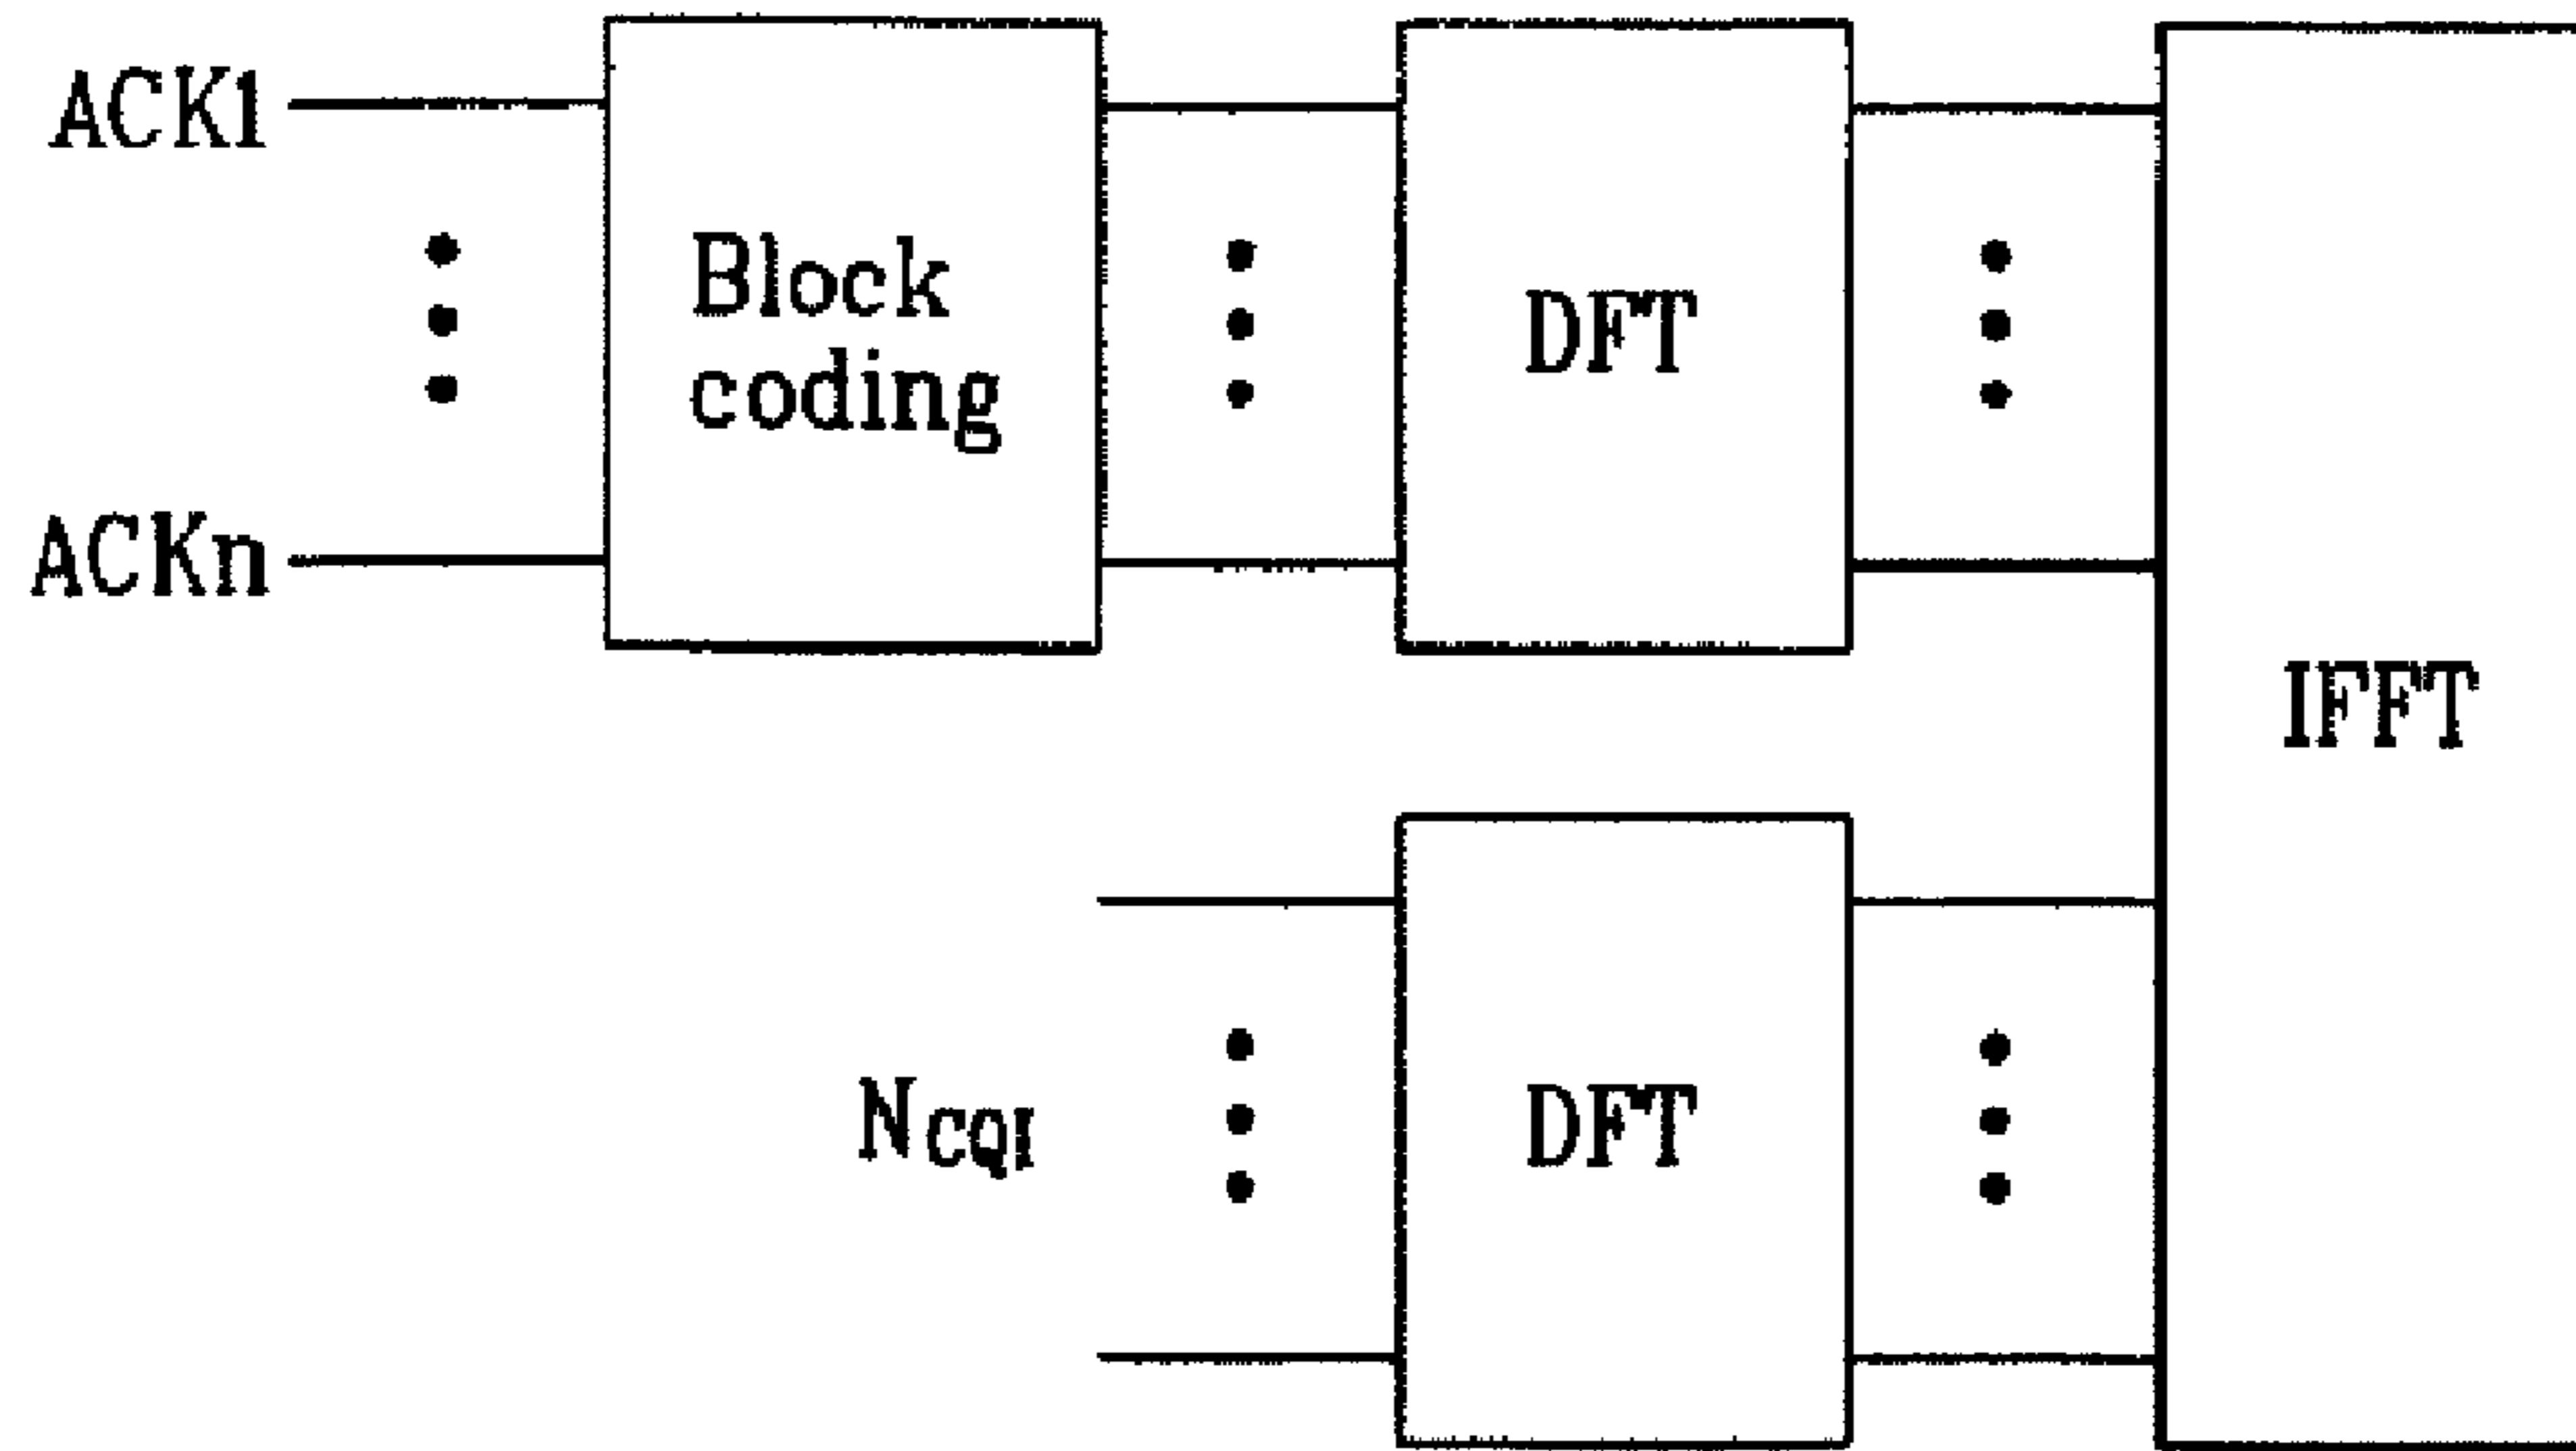 ACK1
Block
coding
DFT
ACKn
IFFT
NCQI
DFT